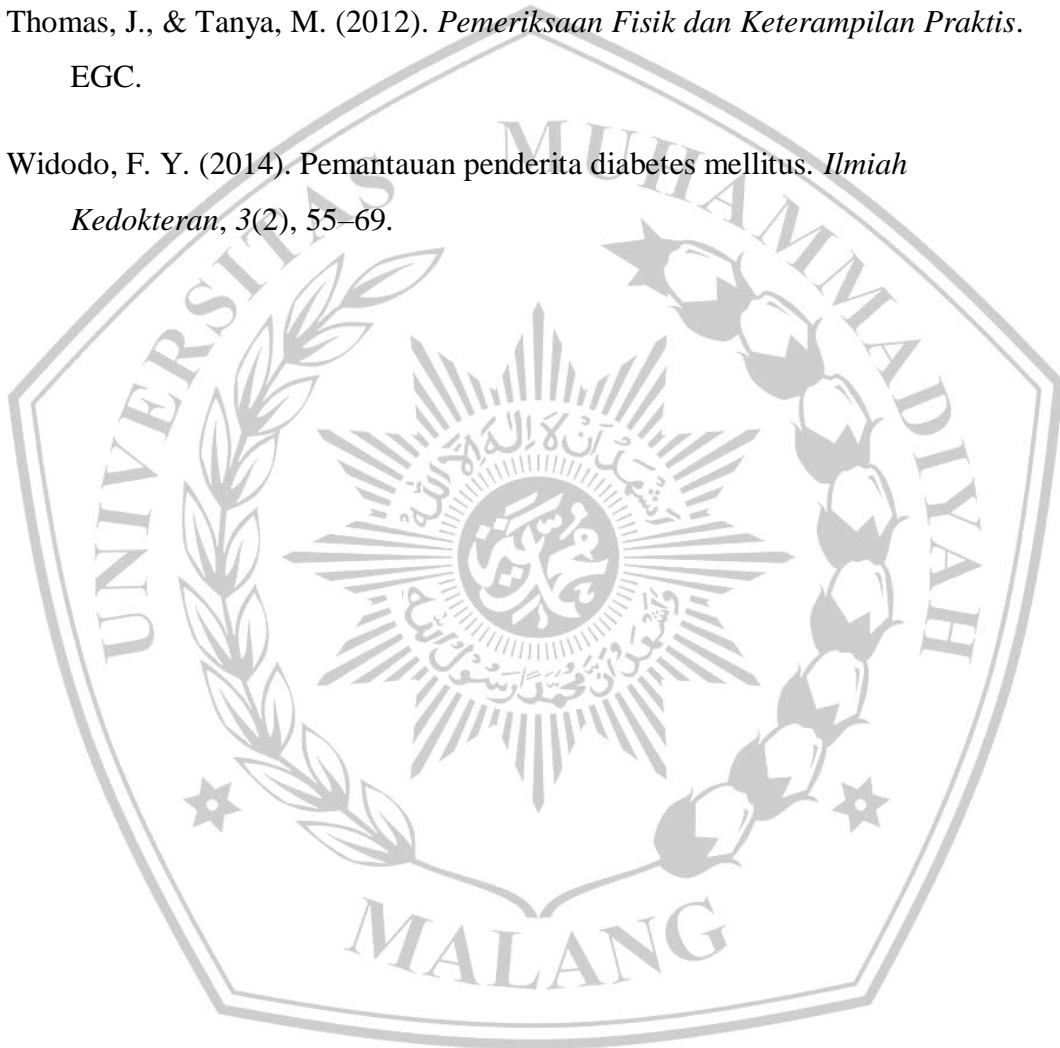 Thomas, J., & Tanya, M. (2012). Pemeriksaan Fisik dan Keterampilan Praktis.
EGC.
Widodo, F. Y. (2014). Pemantauan penderita diabetes mellitus. Ilmiah
Kedokteran, 3(2), 55–69.
UNIVERSITAS MUHAMMADIYAH
MALANG